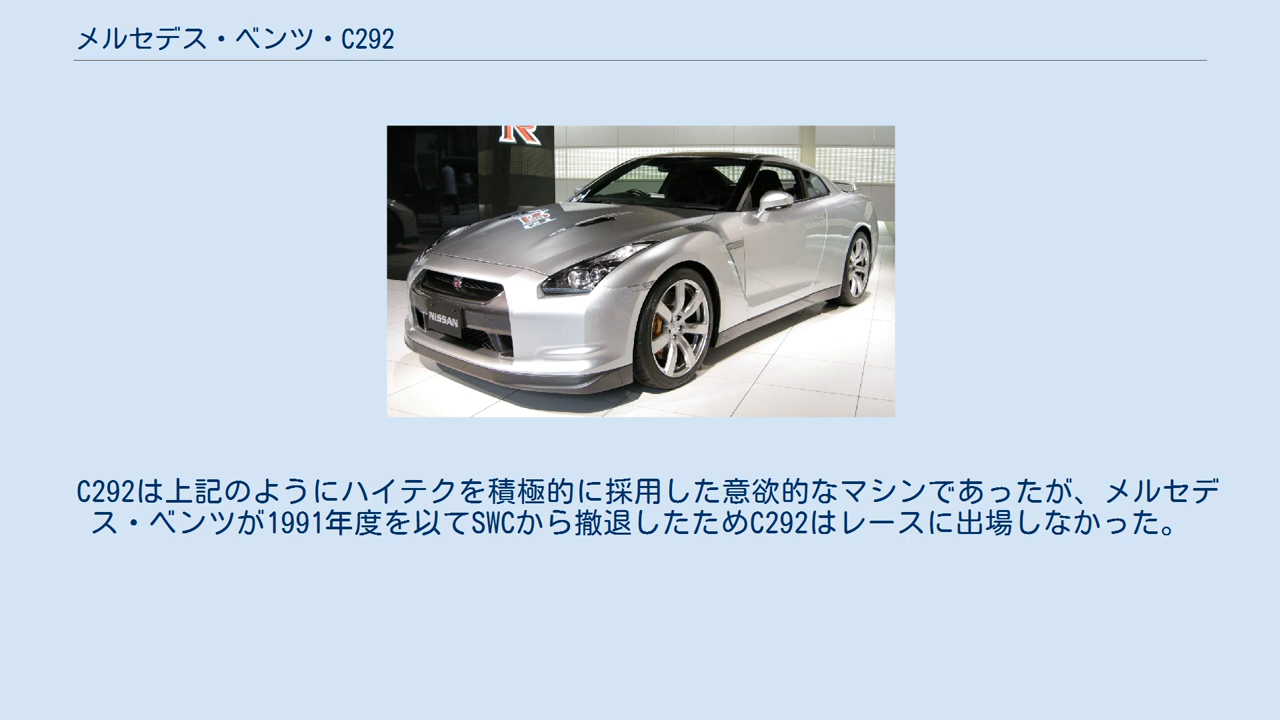 メルセデス・ベンツ・C292
R
NISSAN
C292は上記のようにハイテクを積極的に採用した意欲的なマシンであったが、メルセデ
ス・ベンツが1991年度を以てSWCから撤退したためC292はレースに出場しなかった。